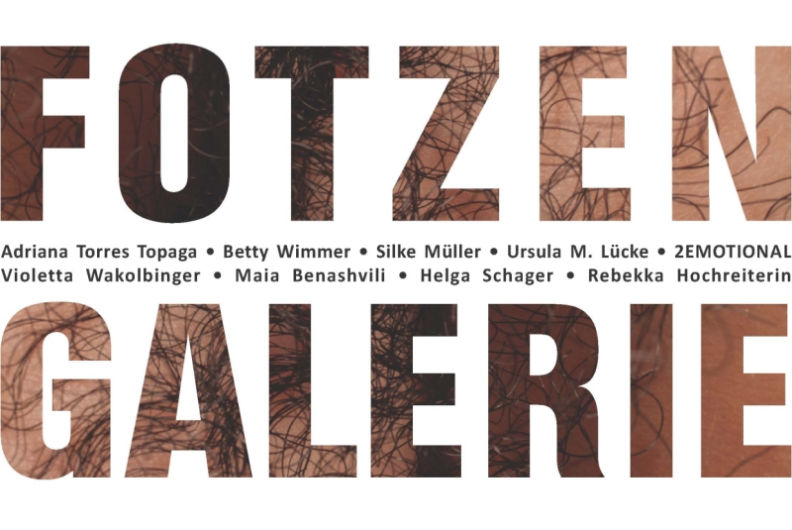 FOTZEN
Adriana Torres Topaga • Betty Wimmer • Silke Müller • Ursula M. Lücke • 2EMOTIONAL
Violetta Wakolbinger • Maia Benashvili • Helga Schager • Rebekka Hochreiterin
GALERIE